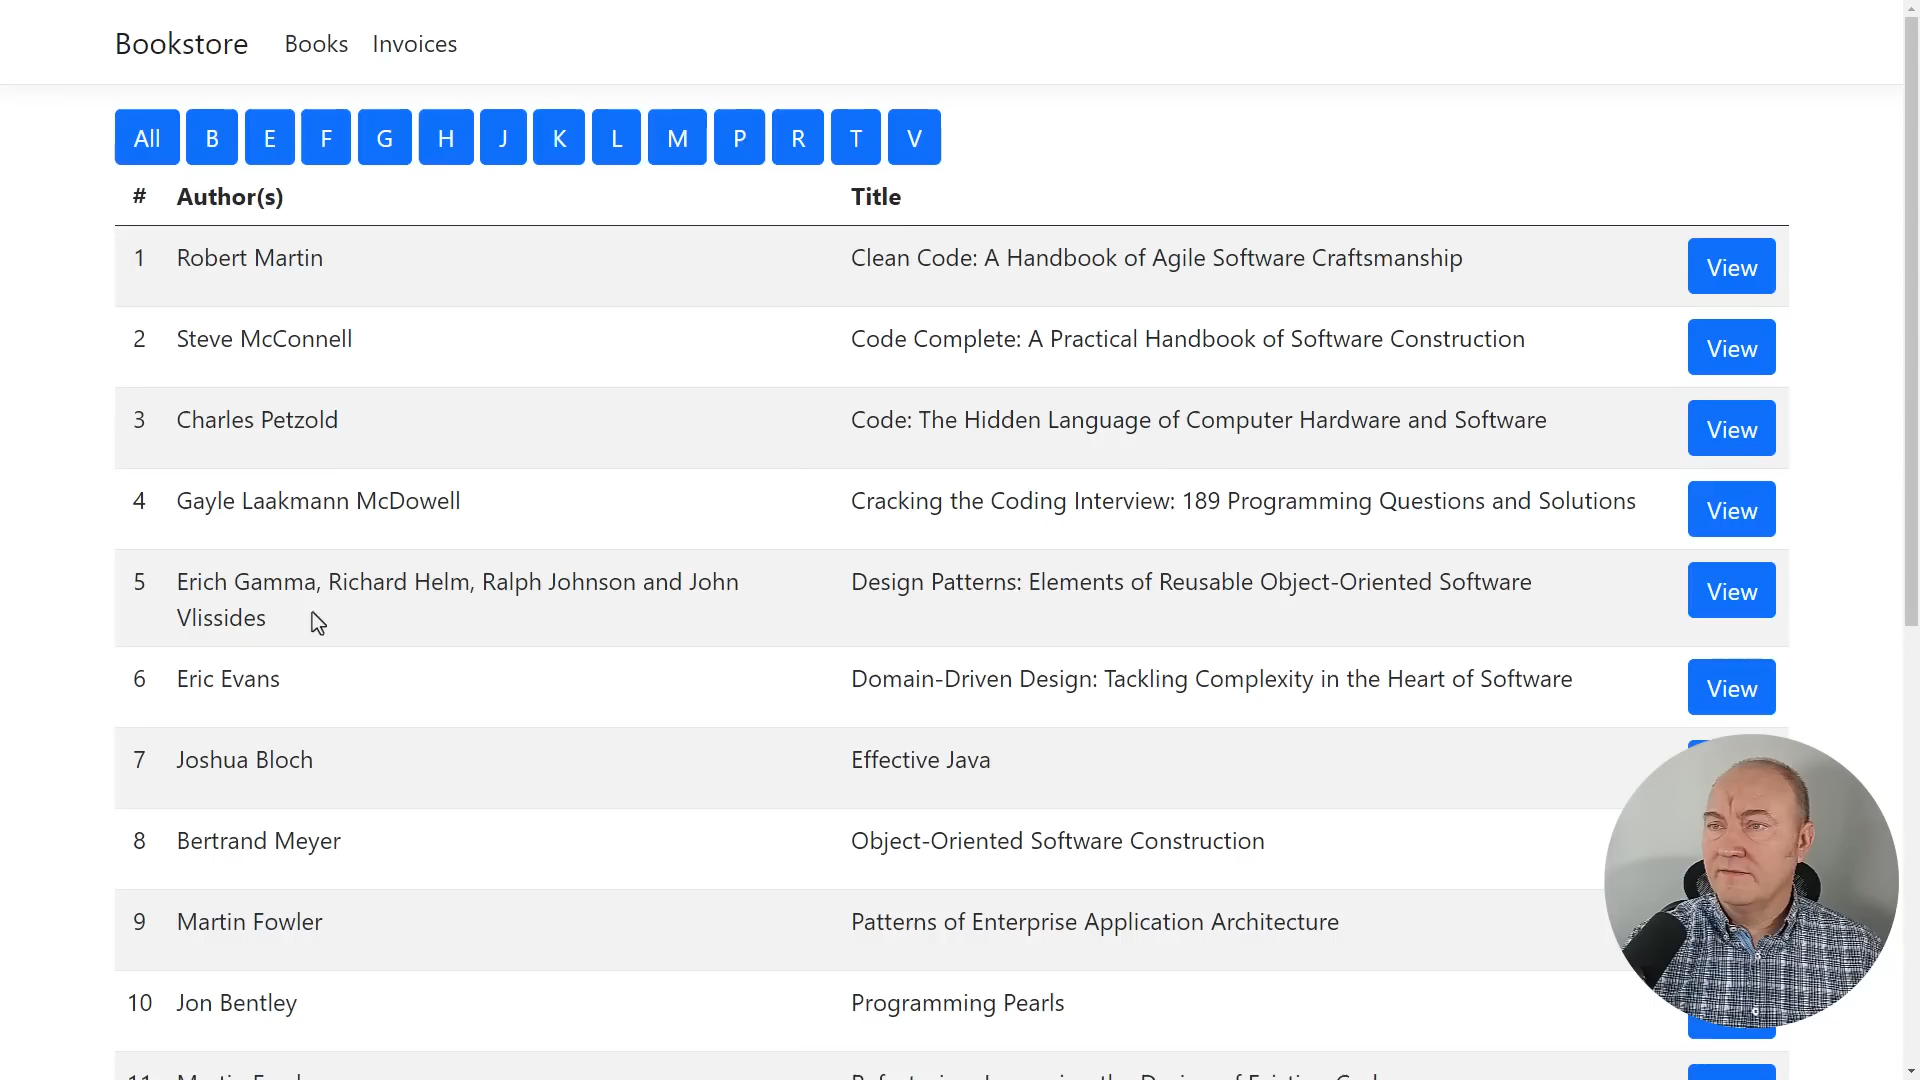 Bookstore Books Invoices
All B E F G H J K L M P R T V
# Author(s) Title
1 Robert Martin Clean Code: A Handbook of Agile Software Craftsmanship View
2 Steve McConnell Code Complete: A Practical Handbook of Software Construction View
3 Charles Petzold Code: The Hidden Language of Computer Hardware and Software View
4 Gayle Laakmann McDowell Cracking the Coding Interview: 189 Programming Questions and Solutions View
5 Erich Gamma, Richard Helm, Ralph Johnson and John Design Patterns: Elements of Reusable Object-Oriented Software View
Vlissides
6 Eric Evans Domain-Driven Design: Tackling Complexity in the Heart of Software View
7 Joshua Bloch Effective Java
8 Bertrand Meyer Object-Oriented Software Construction
9 Martin Fowler Patterns of Enterprise Application Architecture
10 Jon Bentley Programming Pearls